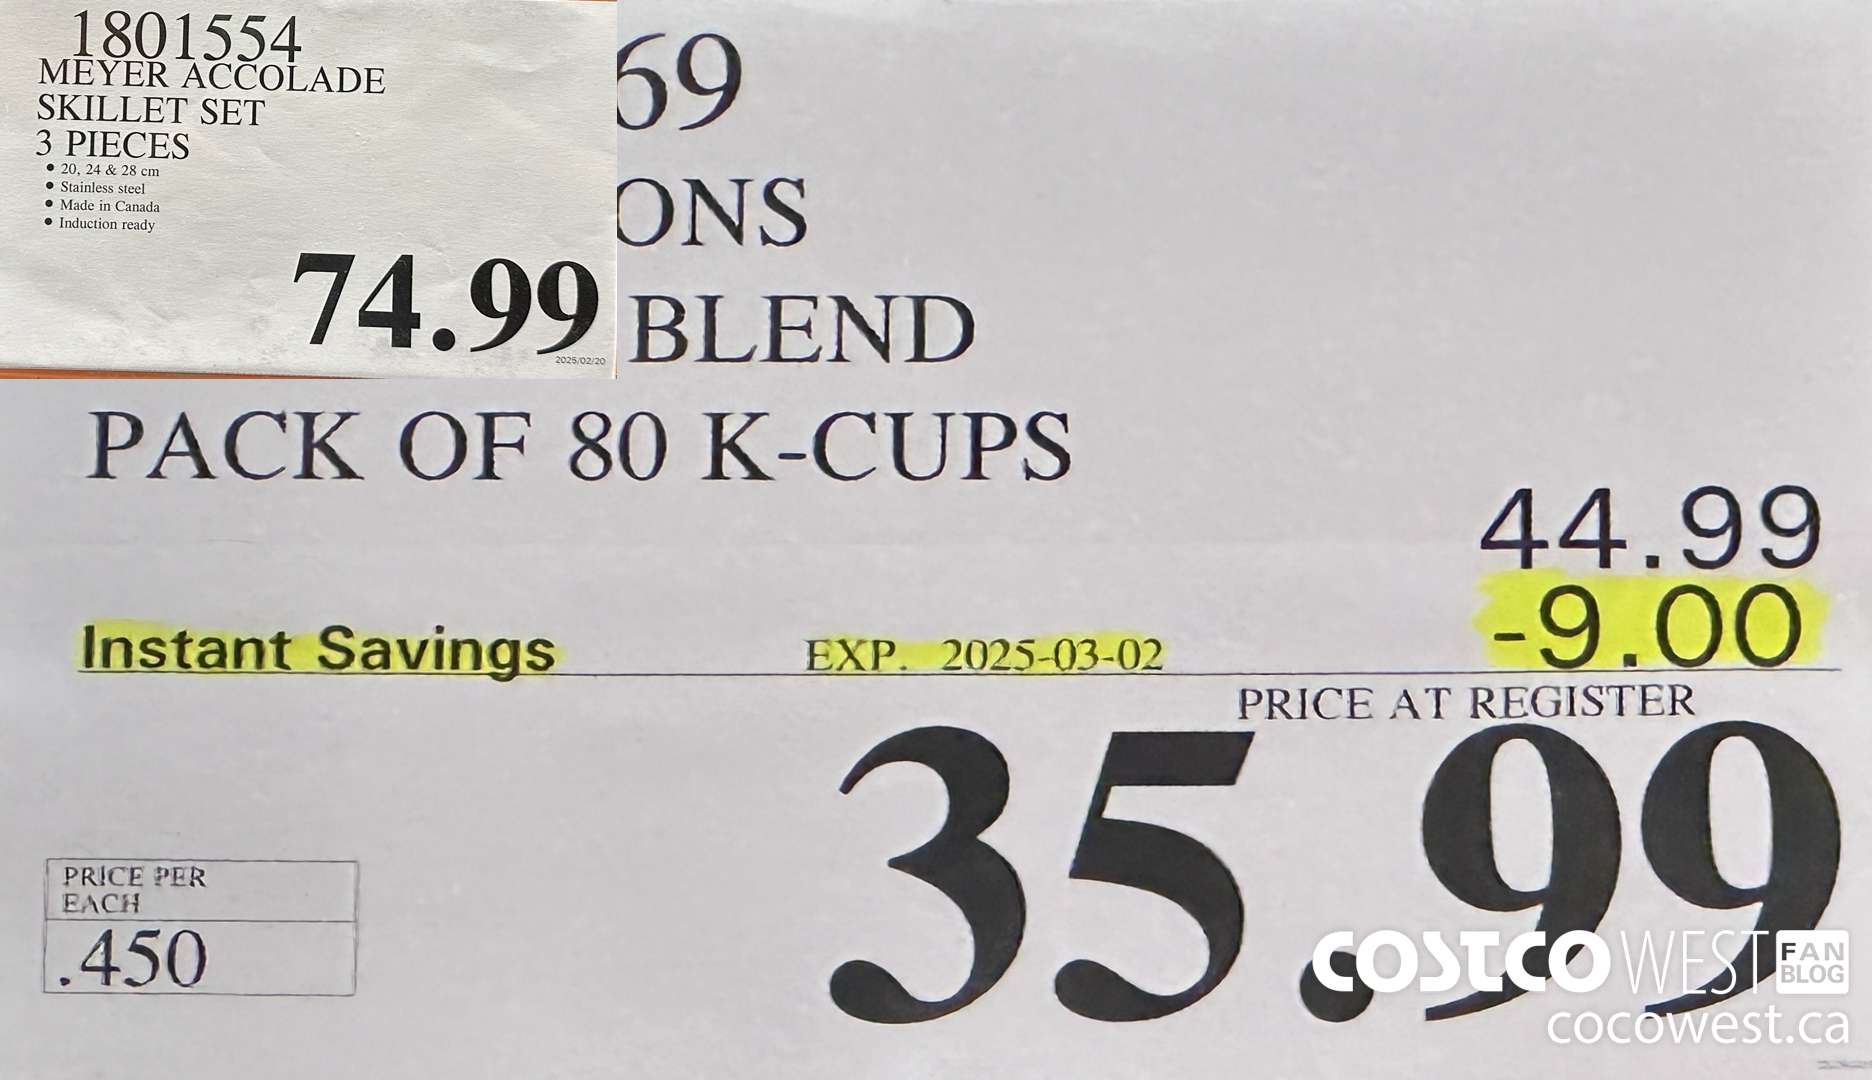 1801554
MEYER ACCOLADE
SKILLET SET
3 PIECES
• 20, 24 & 28 cm
• Stainless steel
• Made in Canada
• Induction ready
74.99
2025/02/20
69
ONS
BLEND
PACK OF 80 K-CUPS
44.99
Instant Savings EXP. 2025-03-02 -9.00
PRICE AT REGISTER
35.99
PRICE PER
EACH
.450
COSTCO WEST FAN BLOG
cocowest.ca